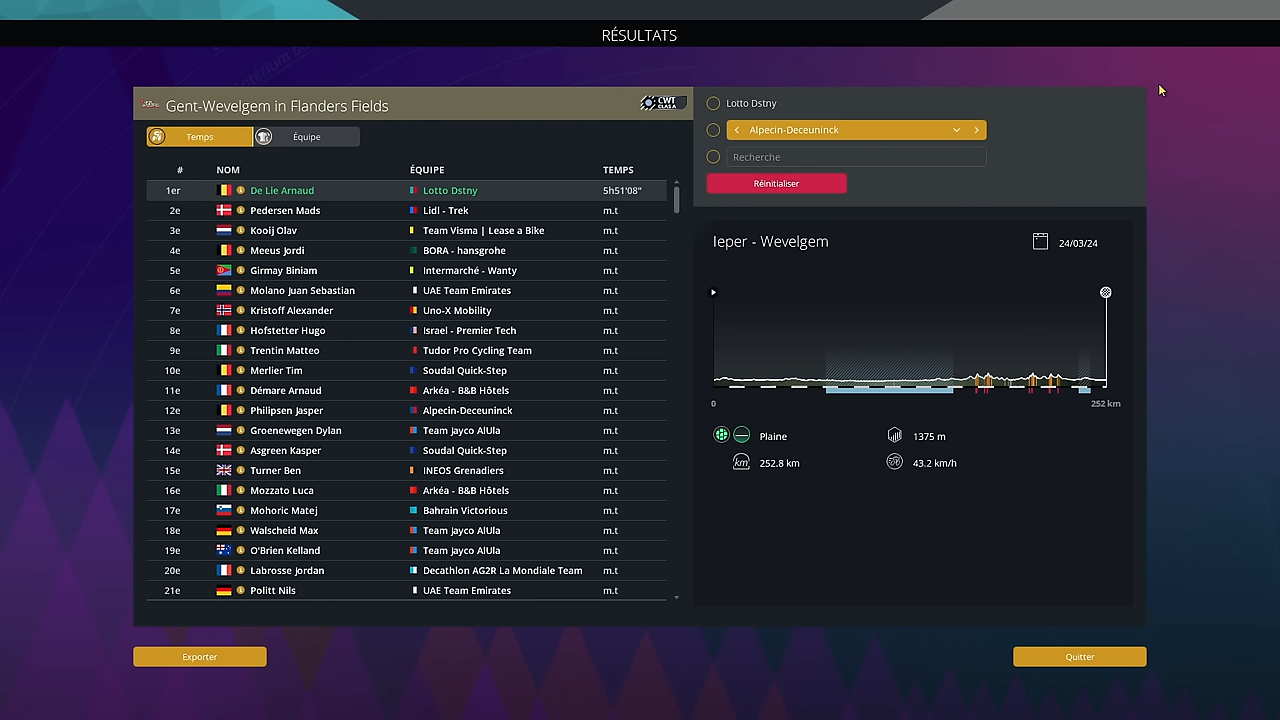 RÉSULTATS
Gent-Wevelgem in Flanders Fields
CWT
CLAS A
Temps
Équipe
# NOM ÉQUIPE TEMPS
1er De Lie Arnaud Lotto Dstny 5h51'08"
2e Pedersen Mads Lidl - Trek m.t
3e Kooij Olav Team Visma | Lease a Bike m.t
4e Meeus Jordi BORA - hansgrohe m.t
5e Girmay Biniam Intermarché - Wanty m.t
6e Molano Juan Sebastian UAE Team Emirates m.t
7e Kristoff Alexander Uno-X Mobility m.t
8e Hofstetter Hugo Israel - Premier Tech m.t
9e Trentin Matteo Tudor Pro Cycling Team m.t
10e Merlier Tim Soudal Quick-Step m.t
11e Démare Arnaud Arkéa - B&B Hôtels m.t
12e Philipsen Jasper Alpecin-Deceuninck m.t
13e Groenewegen Dylan Team Jayco AlUla m.t
14e Asgreen Kasper Soudal Quick-Step m.t
15e Turner Ben INEOS Grenadiers m.t
16e Mozzato Luca Arkéa - B&B Hôtels m.t
17e Mohoric Matej Bahrain Victorious m.t
18e Walscheid Max Team Jayco AlUla m.t
19e O'Brien Kelland Team Jayco AlUla m.t
20e Labrosse Jordan Decathlon AG2R La Mondiale Team m.t
21e Politt Nils UAE Team Emirates m.t
Lotto Dstny
Alpecin-Deceuninck
Recherche
Réinitialiser
Ieper - Wevelgem
24/03/24
0
252 km
Plaine
1375 m
km 252.8 km
43.2 km/h
Exporter
Quitter